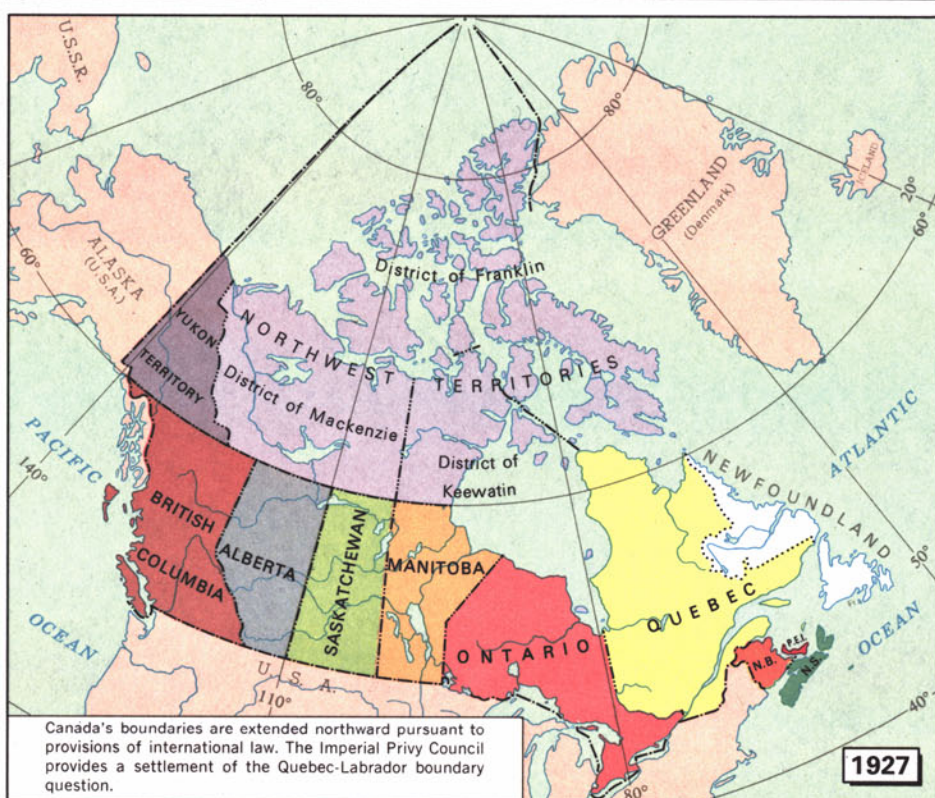 U.S.S.R.
80°
80°
ICELAND
20°
60°
GREENLAND
(Denmark)
60°
ALASKA
(U.S.A.)
District of Franklin
YUKON
TERRITORY
NORTHWEST TERRITORIES
District of Mackenzie
District of
Keewatin
PACIFIC
OCEAN
140°
ATLANTIC
OCEAN
NEWFOUNDLAND
50°
BRITISH
COLUMBIA
ALBERTA
SASKATCHEWAN
MANITOBA
ONTARIO
QUEBEC
P.E.I.
N.B.
N.S.
40°
U.S.A.
110°
80°
Canada's boundaries are extended northward pursuant to
provisions of international law. The Imperial Privy Council
provides a settlement of the Quebec-Labrador boundary
question.
1927